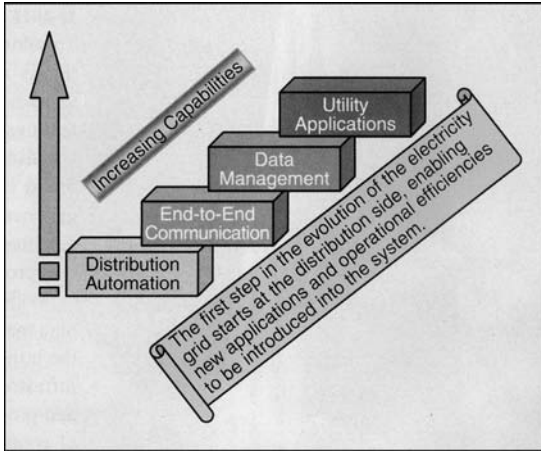 Increasing Capabilities
Utility
Applications
Data
Management
End-to-End
Communication
Distribution
Automation
The first step in the evolution of the electricity
grid starts at the distribution side, enabling
new applications and operational efficiencies
to be introduced into the system.